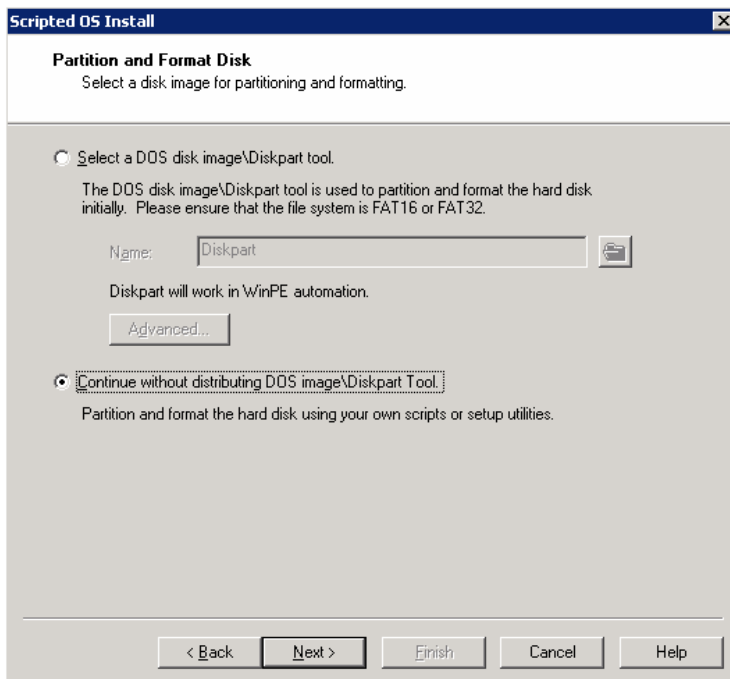 Scripted OS Install
Partition and Format Disk
Select a disk image for partitioning and formatting.
Select a DOS disk image\Diskpart tool.
The DOS disk image\Diskpart tool is used to partition and format the hard disk
initially. Please ensure that the file system is FAT16 or FAT32.
Name: Diskpart
Diskpart will work in WinPE automation.
Advanced...
Continue without distributing DOS image\Diskpart Tool.
Partition and format the hard disk using your own scripts or setup utilities.
< Back Next > Finish Cancel Help